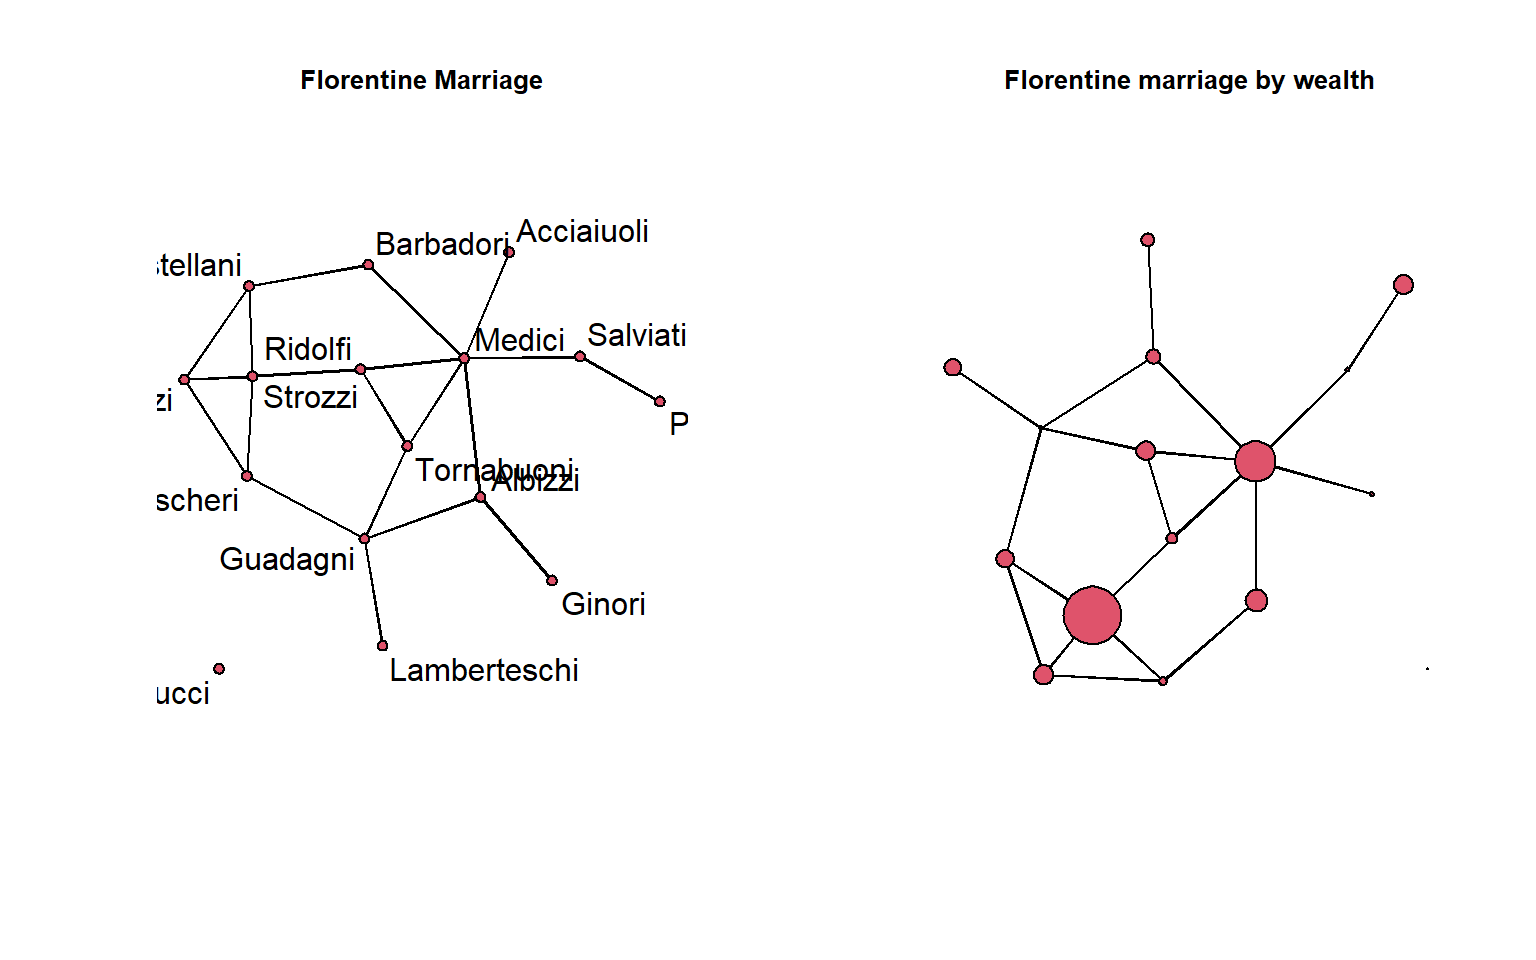 Florentine Marriage
Florentine marriage by wealth
Acciaiuoli
Barbadori
stellani
Salviati
Medici
Ridolfi
Strozzi
zi
P
Tornabuoni
Albizzi
scheri
Guadagni
Ginori
Lamberteschi
ucci